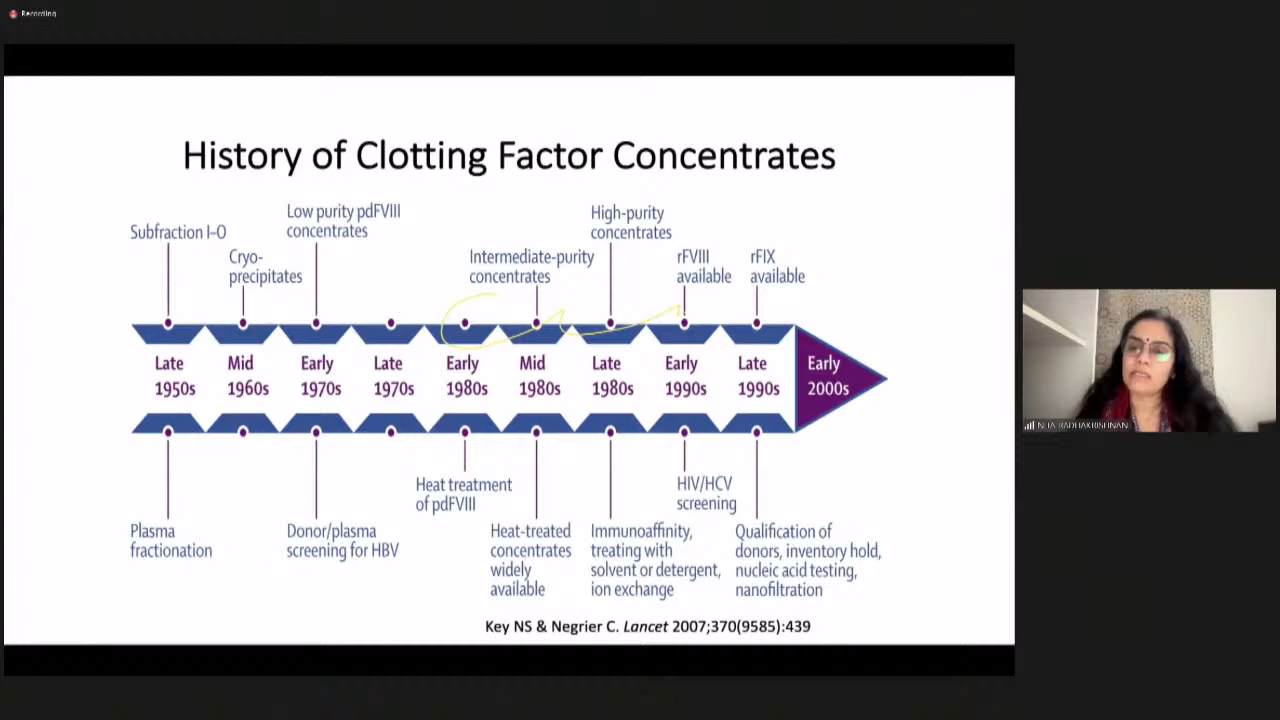 Recording
History of Clotting Factor Concentrates
Subfraction I–O
Cryo-
precipitates
Low purity pdFVIII
concentrates
Intermediate-purity
concentrates
High-purity
concentrates
rFVIII
available
rFIX
available
Late
1950s
Mid
1960s
Early
1970s
Late
1970s
Early
1980s
Mid
1980s
Late
1980s
Early
1990s
Late
1990s
Early
2000s
Plasma
fractionation
Donor/plasma
screening for HBV
Heat treatment
of pdFVIII
Heat-treated
concentrates
widely
available
Immunoaffinity,
treating with
solvent or detergent,
ion exchange
HIV/HCV
screening
Qualification of
donors, inventory hold,
nucleic acid testing,
nanofiltration
Key NS & Negrier C. Lancet 2007;370(9585):439
RADHAKRISHNAN